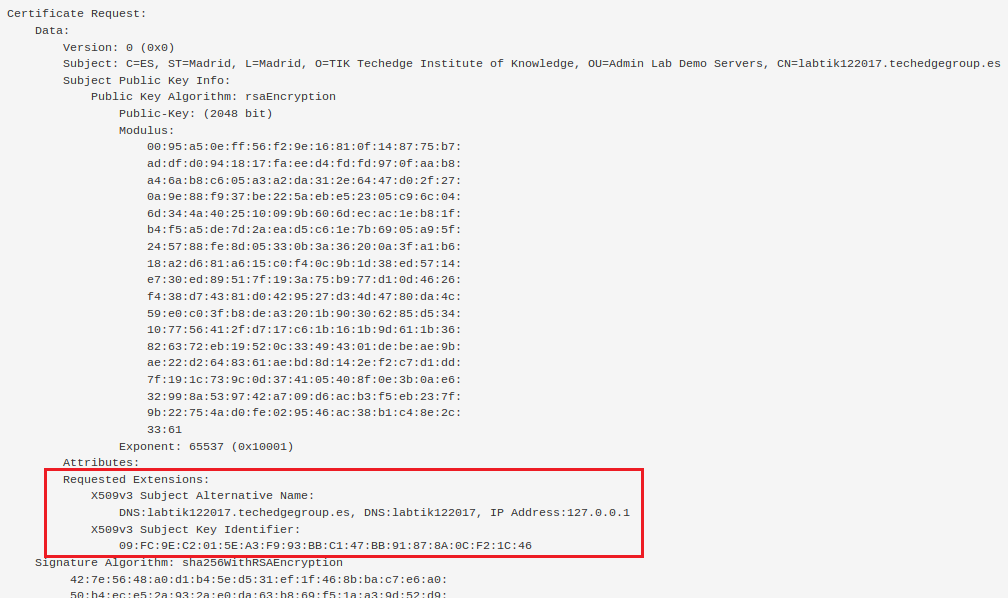 Certificate Request:
Data:
Version: 0 (0x0)
Subject: C=ES, ST=Madrid, L=Madrid, O=TIK Techedge Institute of Knowledge, OU=Admin Lab Demo Servers, CN=labtik122017.techedgegroup.es
Subject Public Key Info:
Public Key Algorithm: rsaEncryption
Public-Key: (2048 bit)
Modulus:
00:95:a5:0e:ff:56:f2:9e:16:81:0f:14:87:75:b7:
ad:df:d0:94:18:17:fa:ee:d4:fd:fd:97:0f:aa:b8:
a4:6a:b8:c6:05:a3:a2:da:31:2e:64:47:d0:2f:27:
0a:9e:88:f9:37:be:22:5a:eb:e5:23:05:c9:6c:04:
6d:34:4a:40:25:10:09:9b:60:6d:ec:ac:1e:b8:1f:
b4:f5:a5:de:7d:2a:ea:d5:c6:1e:7b:69:05:a9:5f:
24:57:88:fe:8d:05:33:0b:3a:36:20:0a:3f:a1:b6:
18:a2:d6:81:a6:15:c0:f4:0c:9b:1d:38:ed:57:14:
e7:30:ed:89:51:7f:19:3a:75:b9:77:d1:0d:46:26:
f4:38:d7:43:81:d0:42:95:27:d3:4d:47:80:da:4c:
59:e0:c0:3f:b8:de:a3:20:1b:90:30:62:85:d5:34:
10:77:56:41:2f:d7:17:c6:1b:16:1b:9d:61:1b:36:
82:63:72:eb:19:52:0c:33:49:43:01:de:be:ae:9b:
ae:22:d2:64:83:61:ae:bd:8d:14:2e:f2:c7:d1:dd:
7f:19:1c:73:9c:0d:37:41:05:40:8f:0e:3b:0a:e6:
32:99:8a:53:97:42:a7:09:d6:ac:b3:f5:eb:23:7f:
9b:22:75:4a:d0:fe:02:95:46:ac:38:b1:c4:8e:2c:
33:61
Exponent: 65537 (0x10001)
Attributes:
Requested Extensions:
X509v3 Subject Alternative Name:
DNS:labtik122017.techedgegroup.es, DNS:labtik122017, IP Address:127.0.0.1
X509v3 Subject Key Identifier:
09:FC:9E:C2:01:5E:A3:F9:93:BB:C1:47:BB:91:87:8A:0C:F2:1C:46
Signature Algorithm: sha256WithRSAEncryption
42:7e:56:48:a0:d1:b4:5e:d5:31:ef:1f:46:8b:ba:c7:e6:a0:
50:b4:ec:e5:2a:93:2a:e0:da:63:b8:69:f5:1a:a3:9d:52:d9: